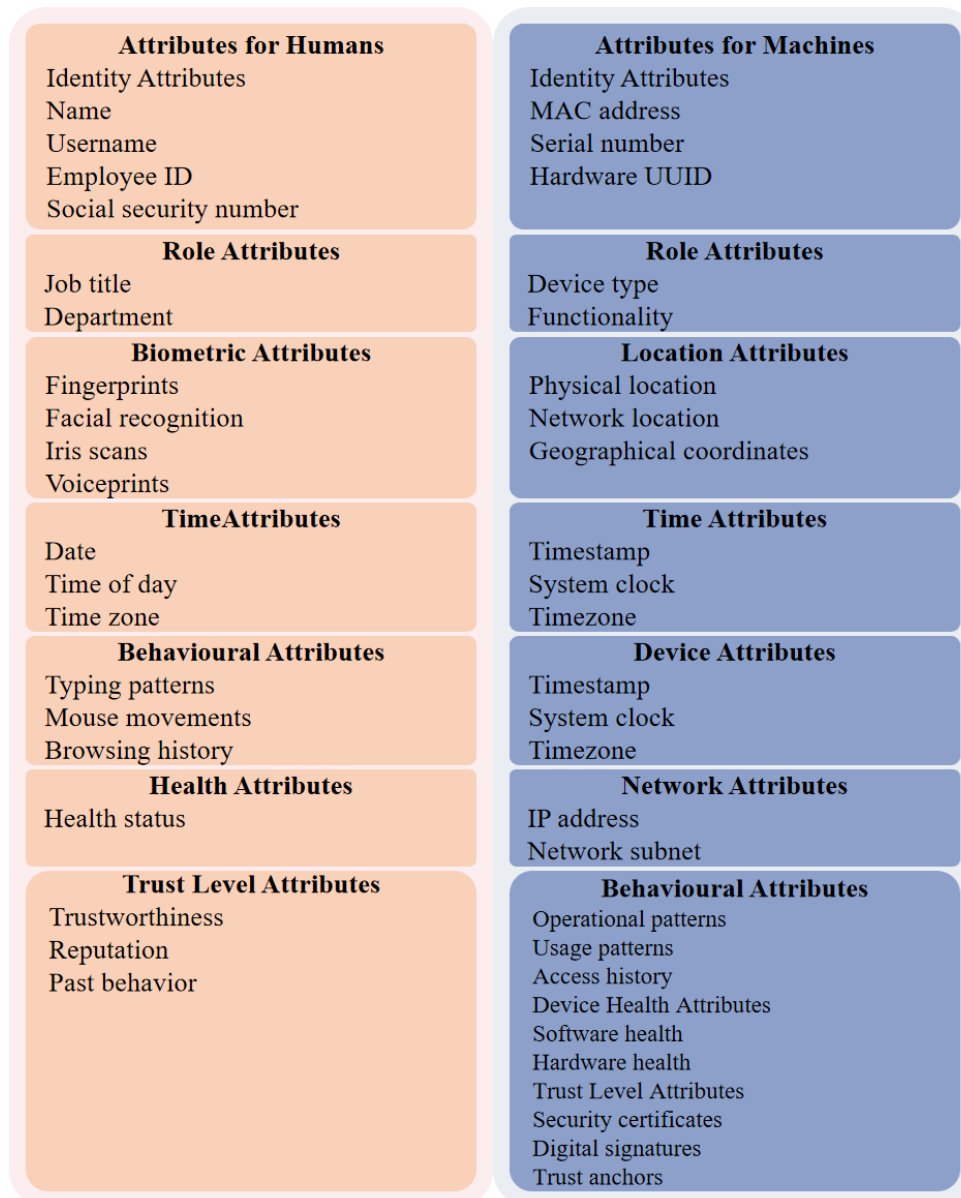 Attributes for Humans
Identity Attributes
Name
Username
Employee ID
Social security number
Role Attributes
Job title
Department
Biometric Attributes
Fingerprints
Facial recognition
Iris scans
Voiceprints
TimeAttributes
Date
Time of day
Time zone
Behavioural Attributes
Typing patterns
Mouse movements
Browsing history
Health Attributes
Health status
Trust Level Attributes
Trustworthiness
Reputation
Past behavior
Attributes for Machines
Identity Attributes
MAC address
Serial number
Hardware UUID
Role Attributes
Device type
Functionality
Location Attributes
Physical location
Network location
Geographical coordinates
Time Attributes
Timestamp
System clock
Timezone
Device Attributes
Timestamp
System clock
Timezone
Network Attributes
IP address
Network subnet
Behavioural Attributes
Operational patterns
Usage patterns
Access history
Device Health Attributes
Software health
Hardware health
Trust Level Attributes
Security certificates
Digital signatures
Trust anchors